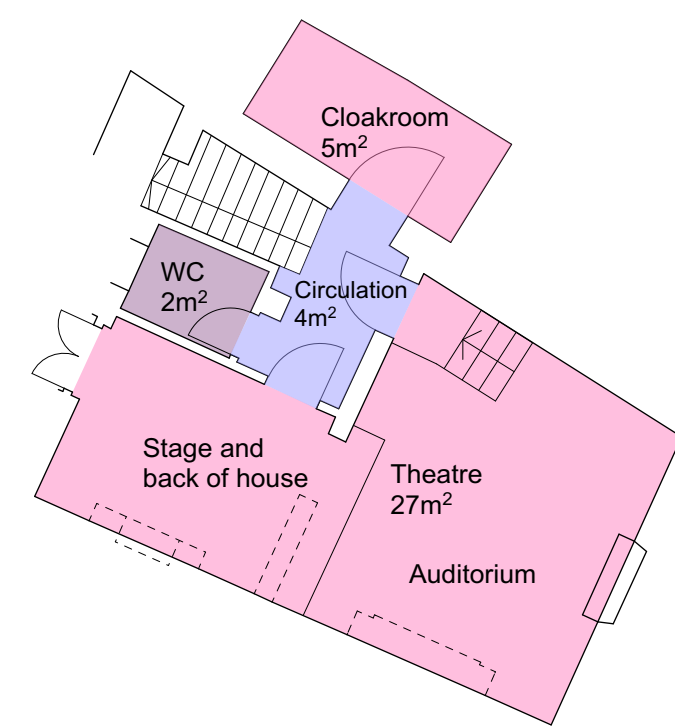 Cloakroom
5m²
WC
2m²
Circulation
4m²
Stage and
back of house
Theatre
27m²
Auditorium